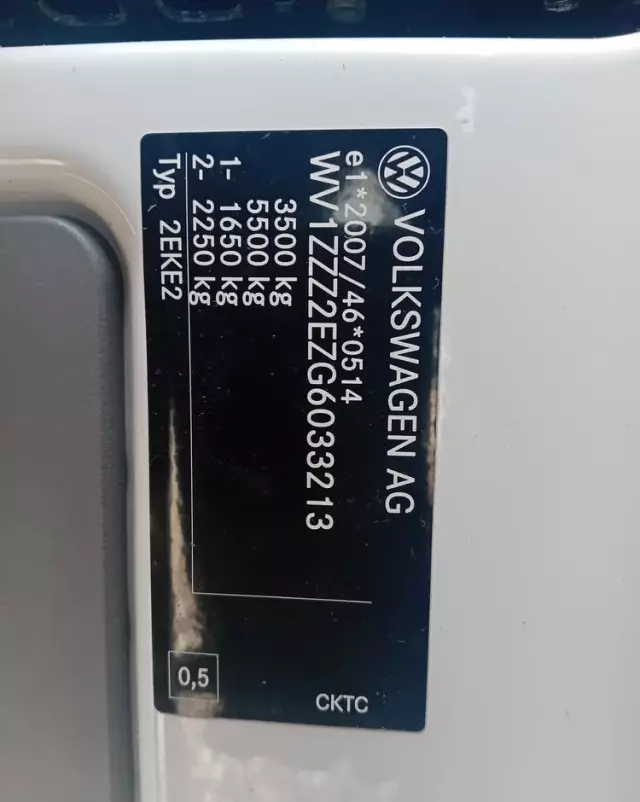 VOLKSWAGEN AG
e1*2007/46*0514
WV1ZZZ2EZG6033213
3500 kg
5500 kg
1- 1650 kg
2- 2250 kg
Typ 2EKE2
CKTC
0,5